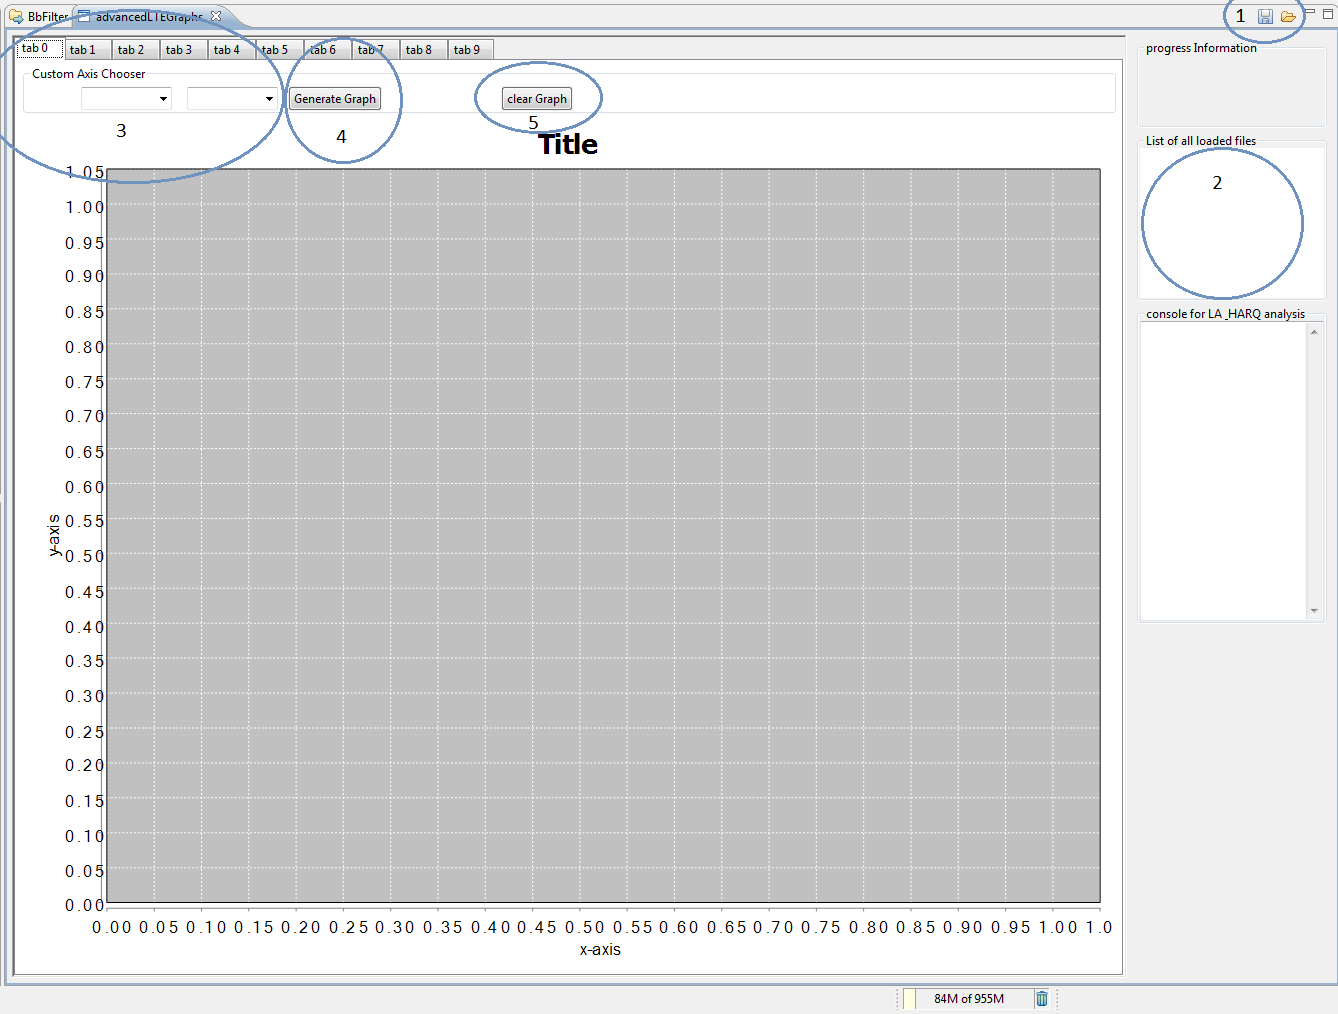 BbFilter advancedLTEGraphs
1
tab 0 tab 1 tab 2 tab 3 tab 4 tab 5 tab 6 tab 7 tab 8 tab 9
progress Information
Custom Axis Chooser
Generate Graph clear Graph
3 4 5
Title
List of all loaded files
2
console for LA_HARQ analysis
1.05
1.00
0.95
0.90
0.85
0.80
0.75
0.70
0.65
0.60
0.55
0.50
0.45
0.40
0.35
0.30
0.25
0.20
0.15
0.10
0.05
0.00
y-axis
0.00 0.05 0.10 0.15 0.20 0.25 0.30 0.35 0.40 0.45 0.50 0.55 0.60 0.65 0.70 0.75 0.80 0.85 0.90 0.95 1.00 1.0
x-axis
84M of 955M